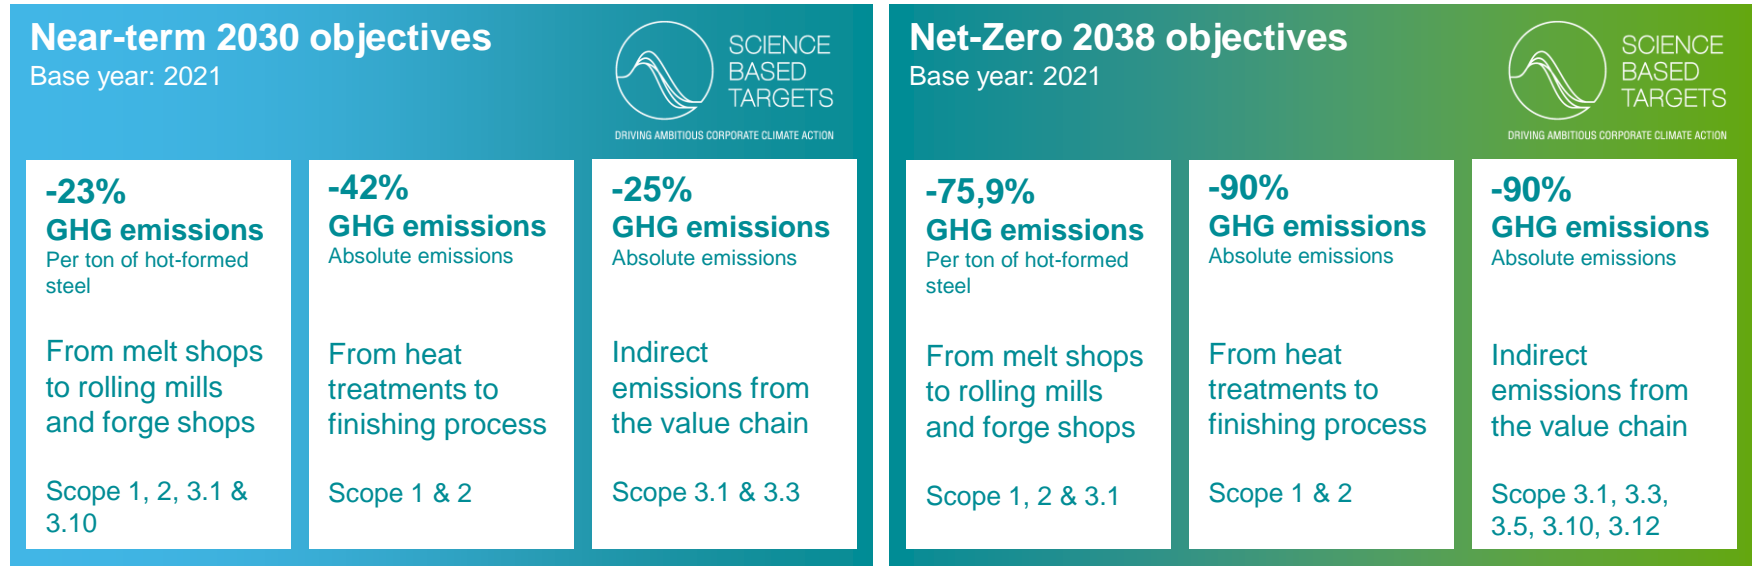 Near-term 2030 objectives
Base year: 2021
SCIENCE
BASED
TARGETS
DRIVING AMBITIOUS CORPORATE CLIMATE ACTION
-23%
GHG emissions
Per ton of hot-formed
steel
From melt shops
to rolling mills
and forge shops
Scope 1, 2, 3.1 &
3.10
-42%
GHG emissions
Absolute emissions
From heat
treatments to
finishing process
Scope 1 & 2
-25%
GHG emissions
Absolute emissions
Indirect
emissions from
the value chain
Scope 3.1 & 3.3
Net-Zero 2038 objectives
Base year: 2021
SCIENCE
BASED
TARGETS
DRIVING AMBITIOUS CORPORATE CLIMATE ACTION
-75,9%
GHG emissions
Per ton of hot-formed
steel
From melt shops
to rolling mills
and forge shops
Scope 1, 2 & 3.1
-90%
GHG emissions
Absolute emissions
From heat
treatments to
finishing process
Scope 1 & 2
-90%
GHG emissions
Absolute emissions
Indirect
emissions from
the value chain
Scope 3.1, 3.3,
3.5, 3.10, 3.12